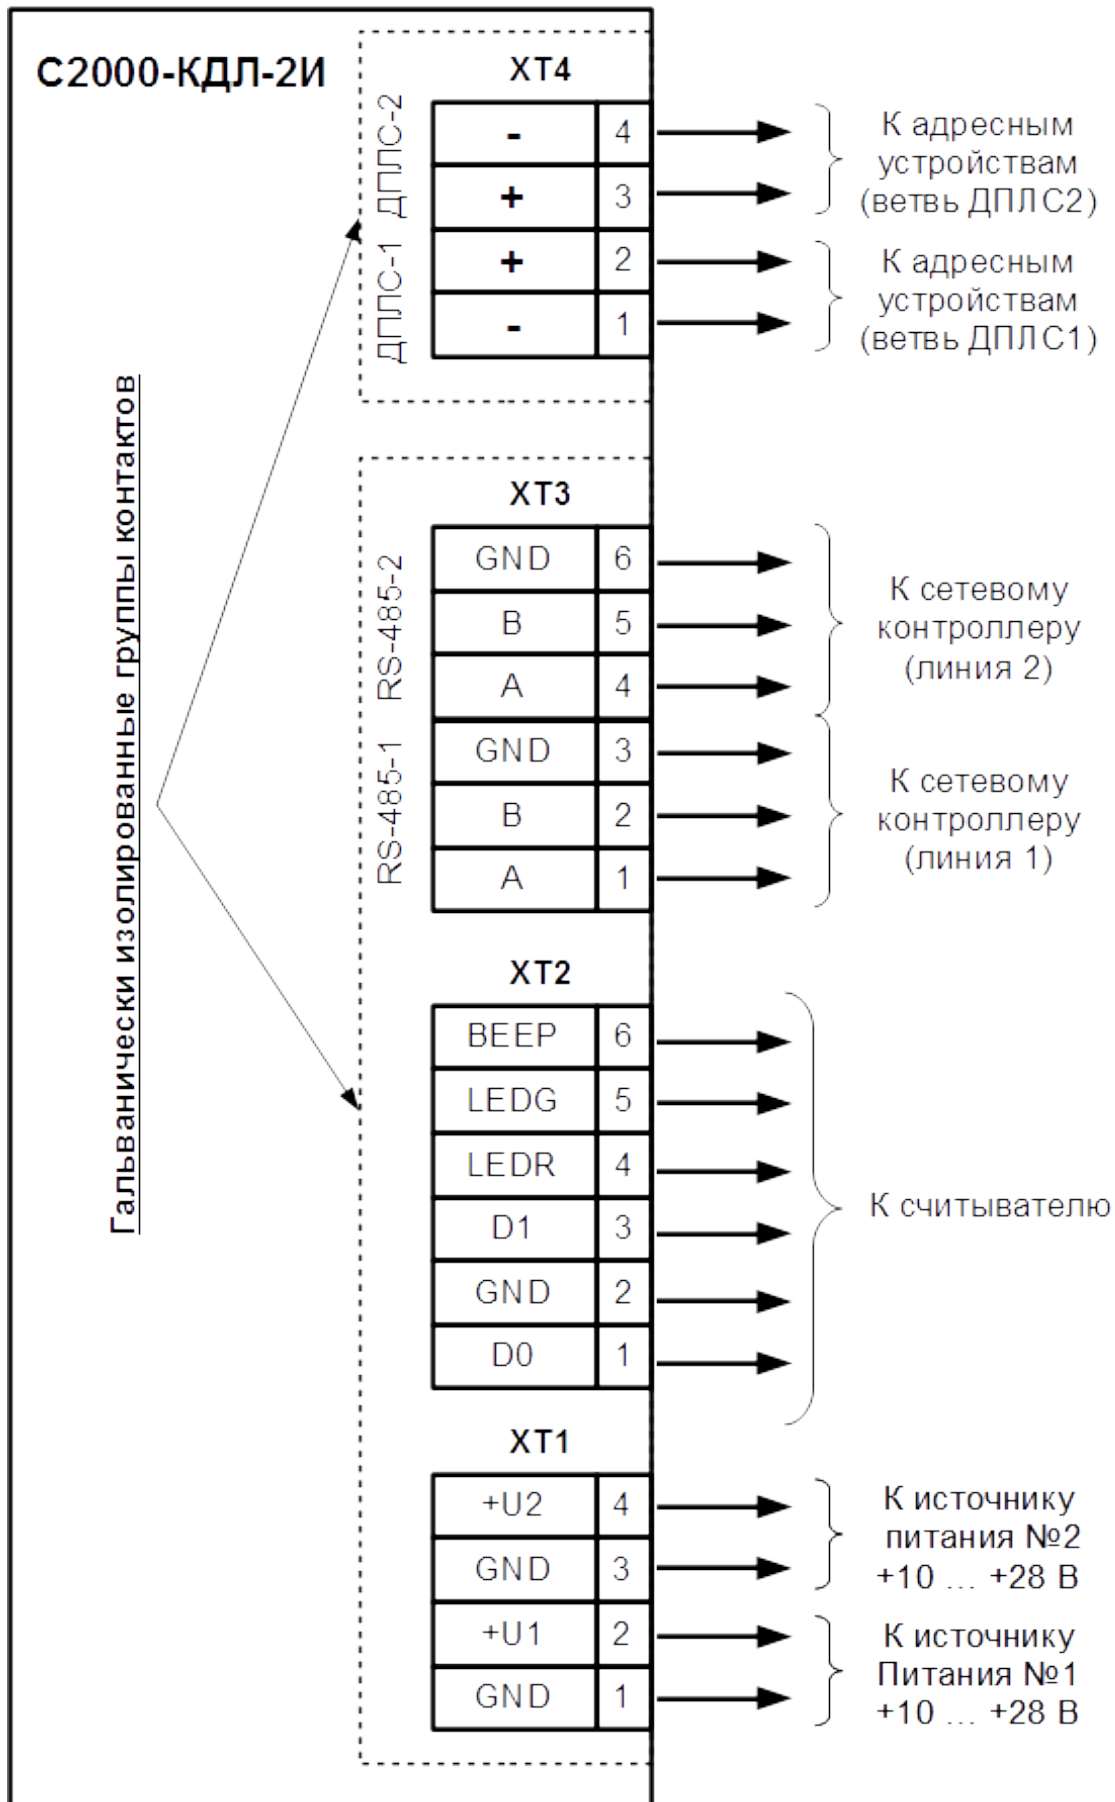 С2000-КДЛ-2И
Гальванически изолированные группы контактов
XT4
ДПЛС-2
ДПЛС-1
- 4
+ 3
+ 2
- 1
К адресным
устройствам
(ветвь ДПЛС2)
К адресным
устройствам
(ветвь ДПЛС1)
XT3
RS-485-2
RS-485-1
GND 6
B 5
A 4
GND 3
B 2
A 1
К сетевому
контроллеру
(линия 2)
К сетевому
контроллеру
(линия 1)
XT2
BEEP 6
LEDG 5
LEDR 4
D1 3
GND 2
D0 1
К считывателю
XT1
+U2 4
GND 3
+U1 2
GND 1
К источнику
питания №2
+10 ... +28 В
К источнику
Питания №1
+10 ... +28 В